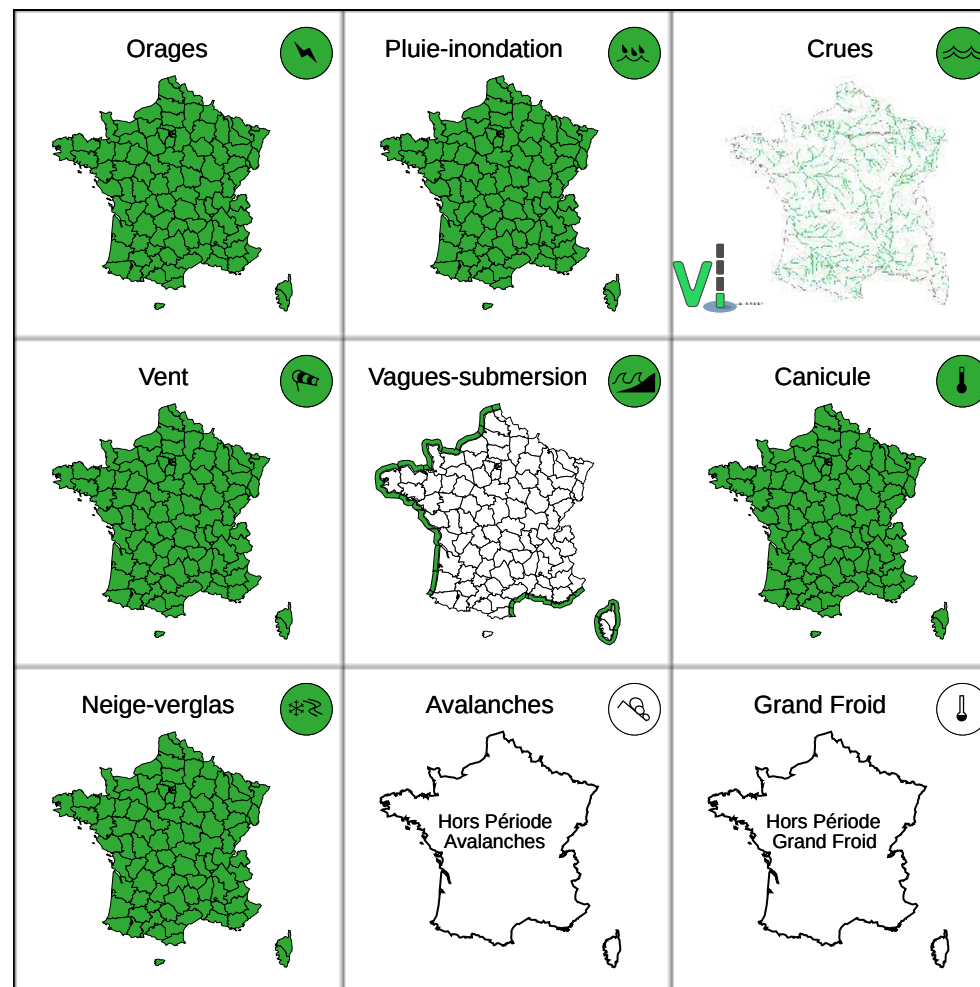 Orages
Pluie-inondation
Crues
Vi
Vent
Vagues-submersion
Canicule
Neige-verglas
Avalanches
Grand Froid
Hors Période
Avalanches
Hors Période
Grand Froid